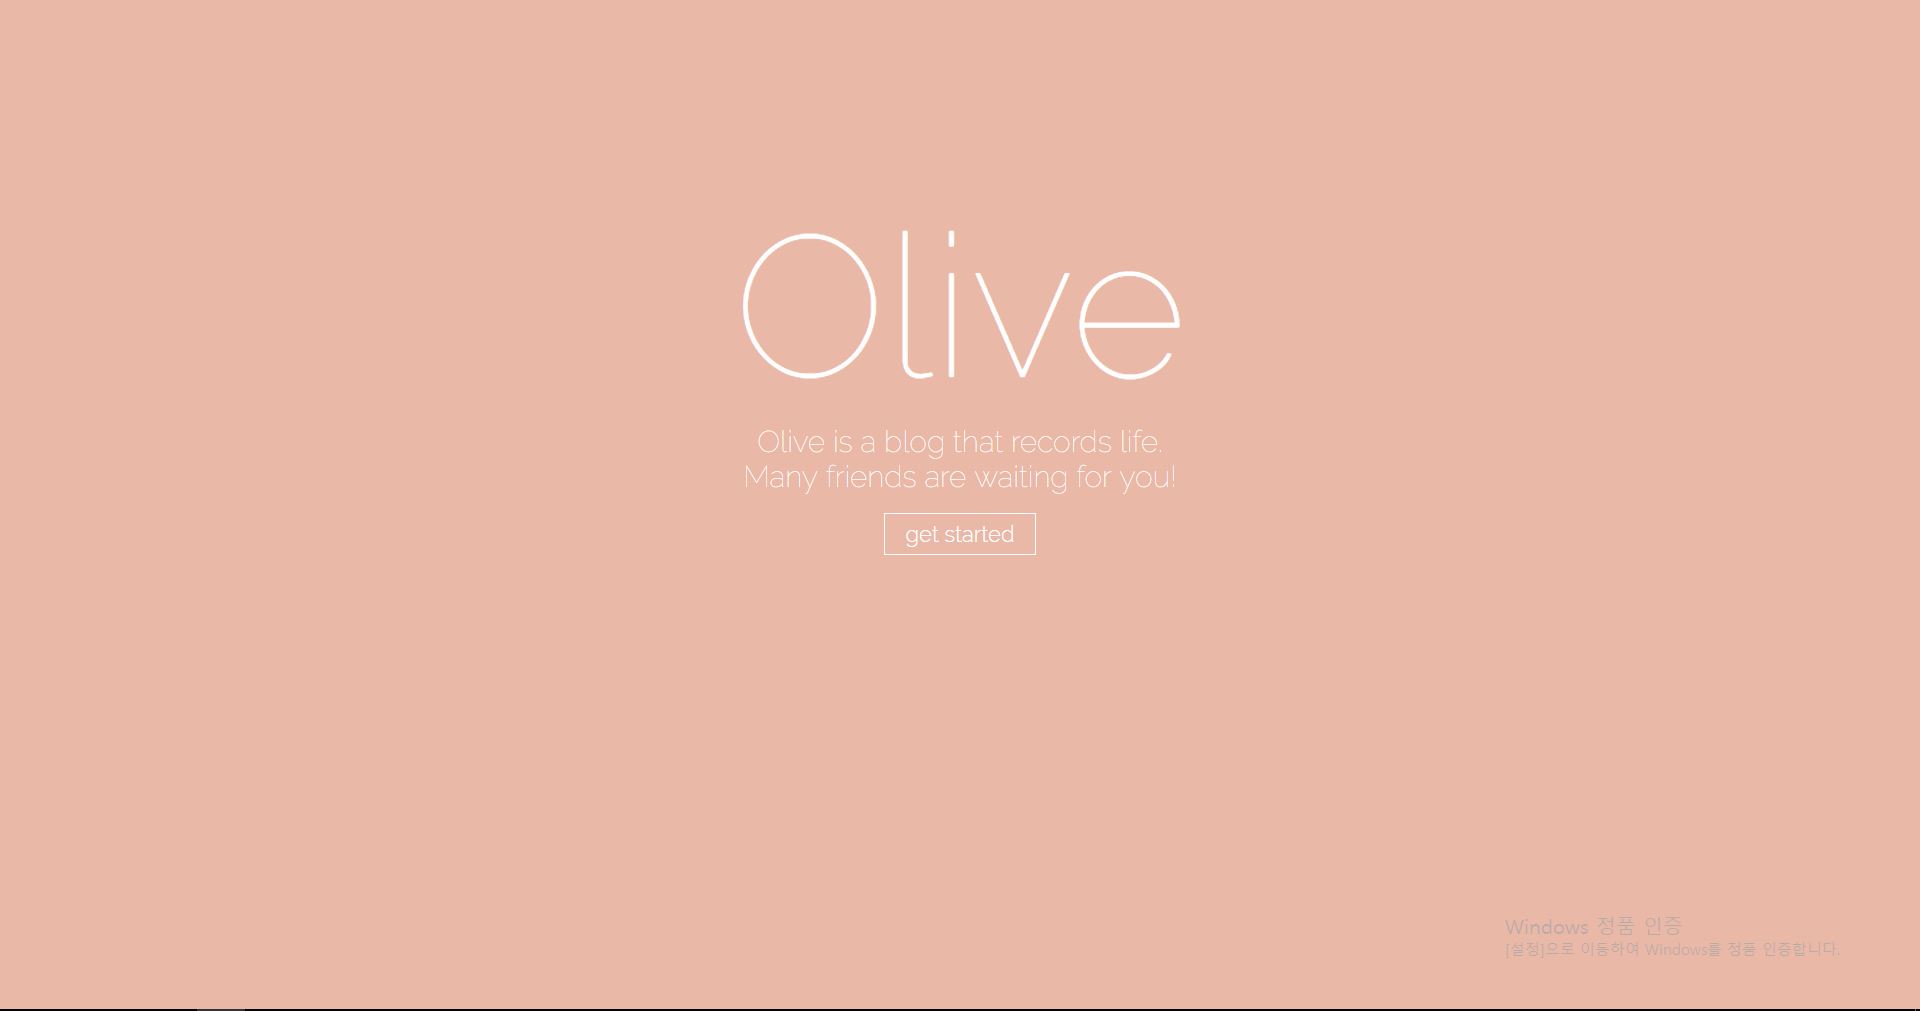 Olive
Olive is a blog that records life.
Many friends are waiting for you!
get started
Windows 정품 인증
[설정]으로 이동하여 Windows를 정품 인증합니다.